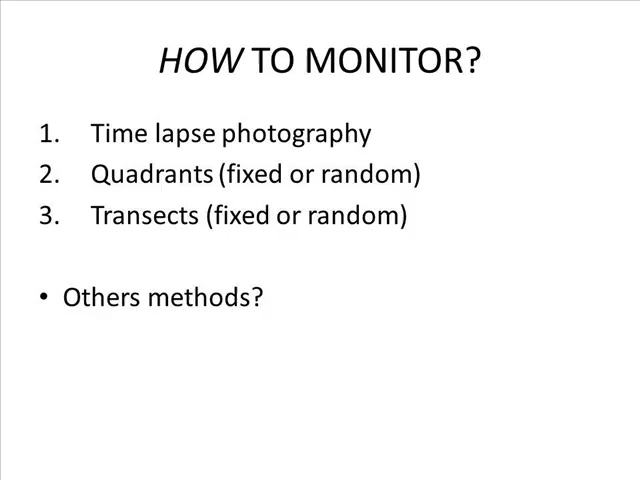 HOW TO MONITOR?
1. Time lapse photography
2. Quadrants (fixed or random)
3. Transects (fixed or random)
• Others methods?